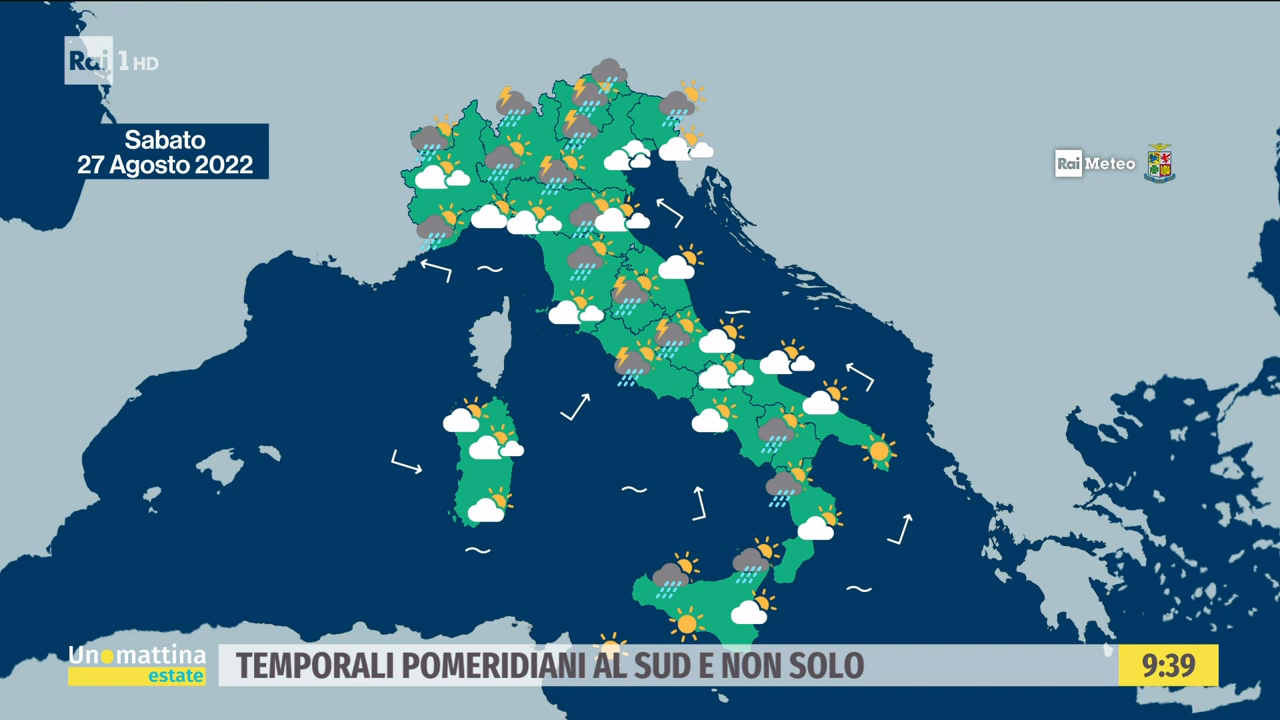 Rai 1 HD
Sabato
27 Agosto 2022
Rai Meteo
Unomattina
estate
TEMPORALI POMERIDIANI AL SUD E NON SOLO
9:39